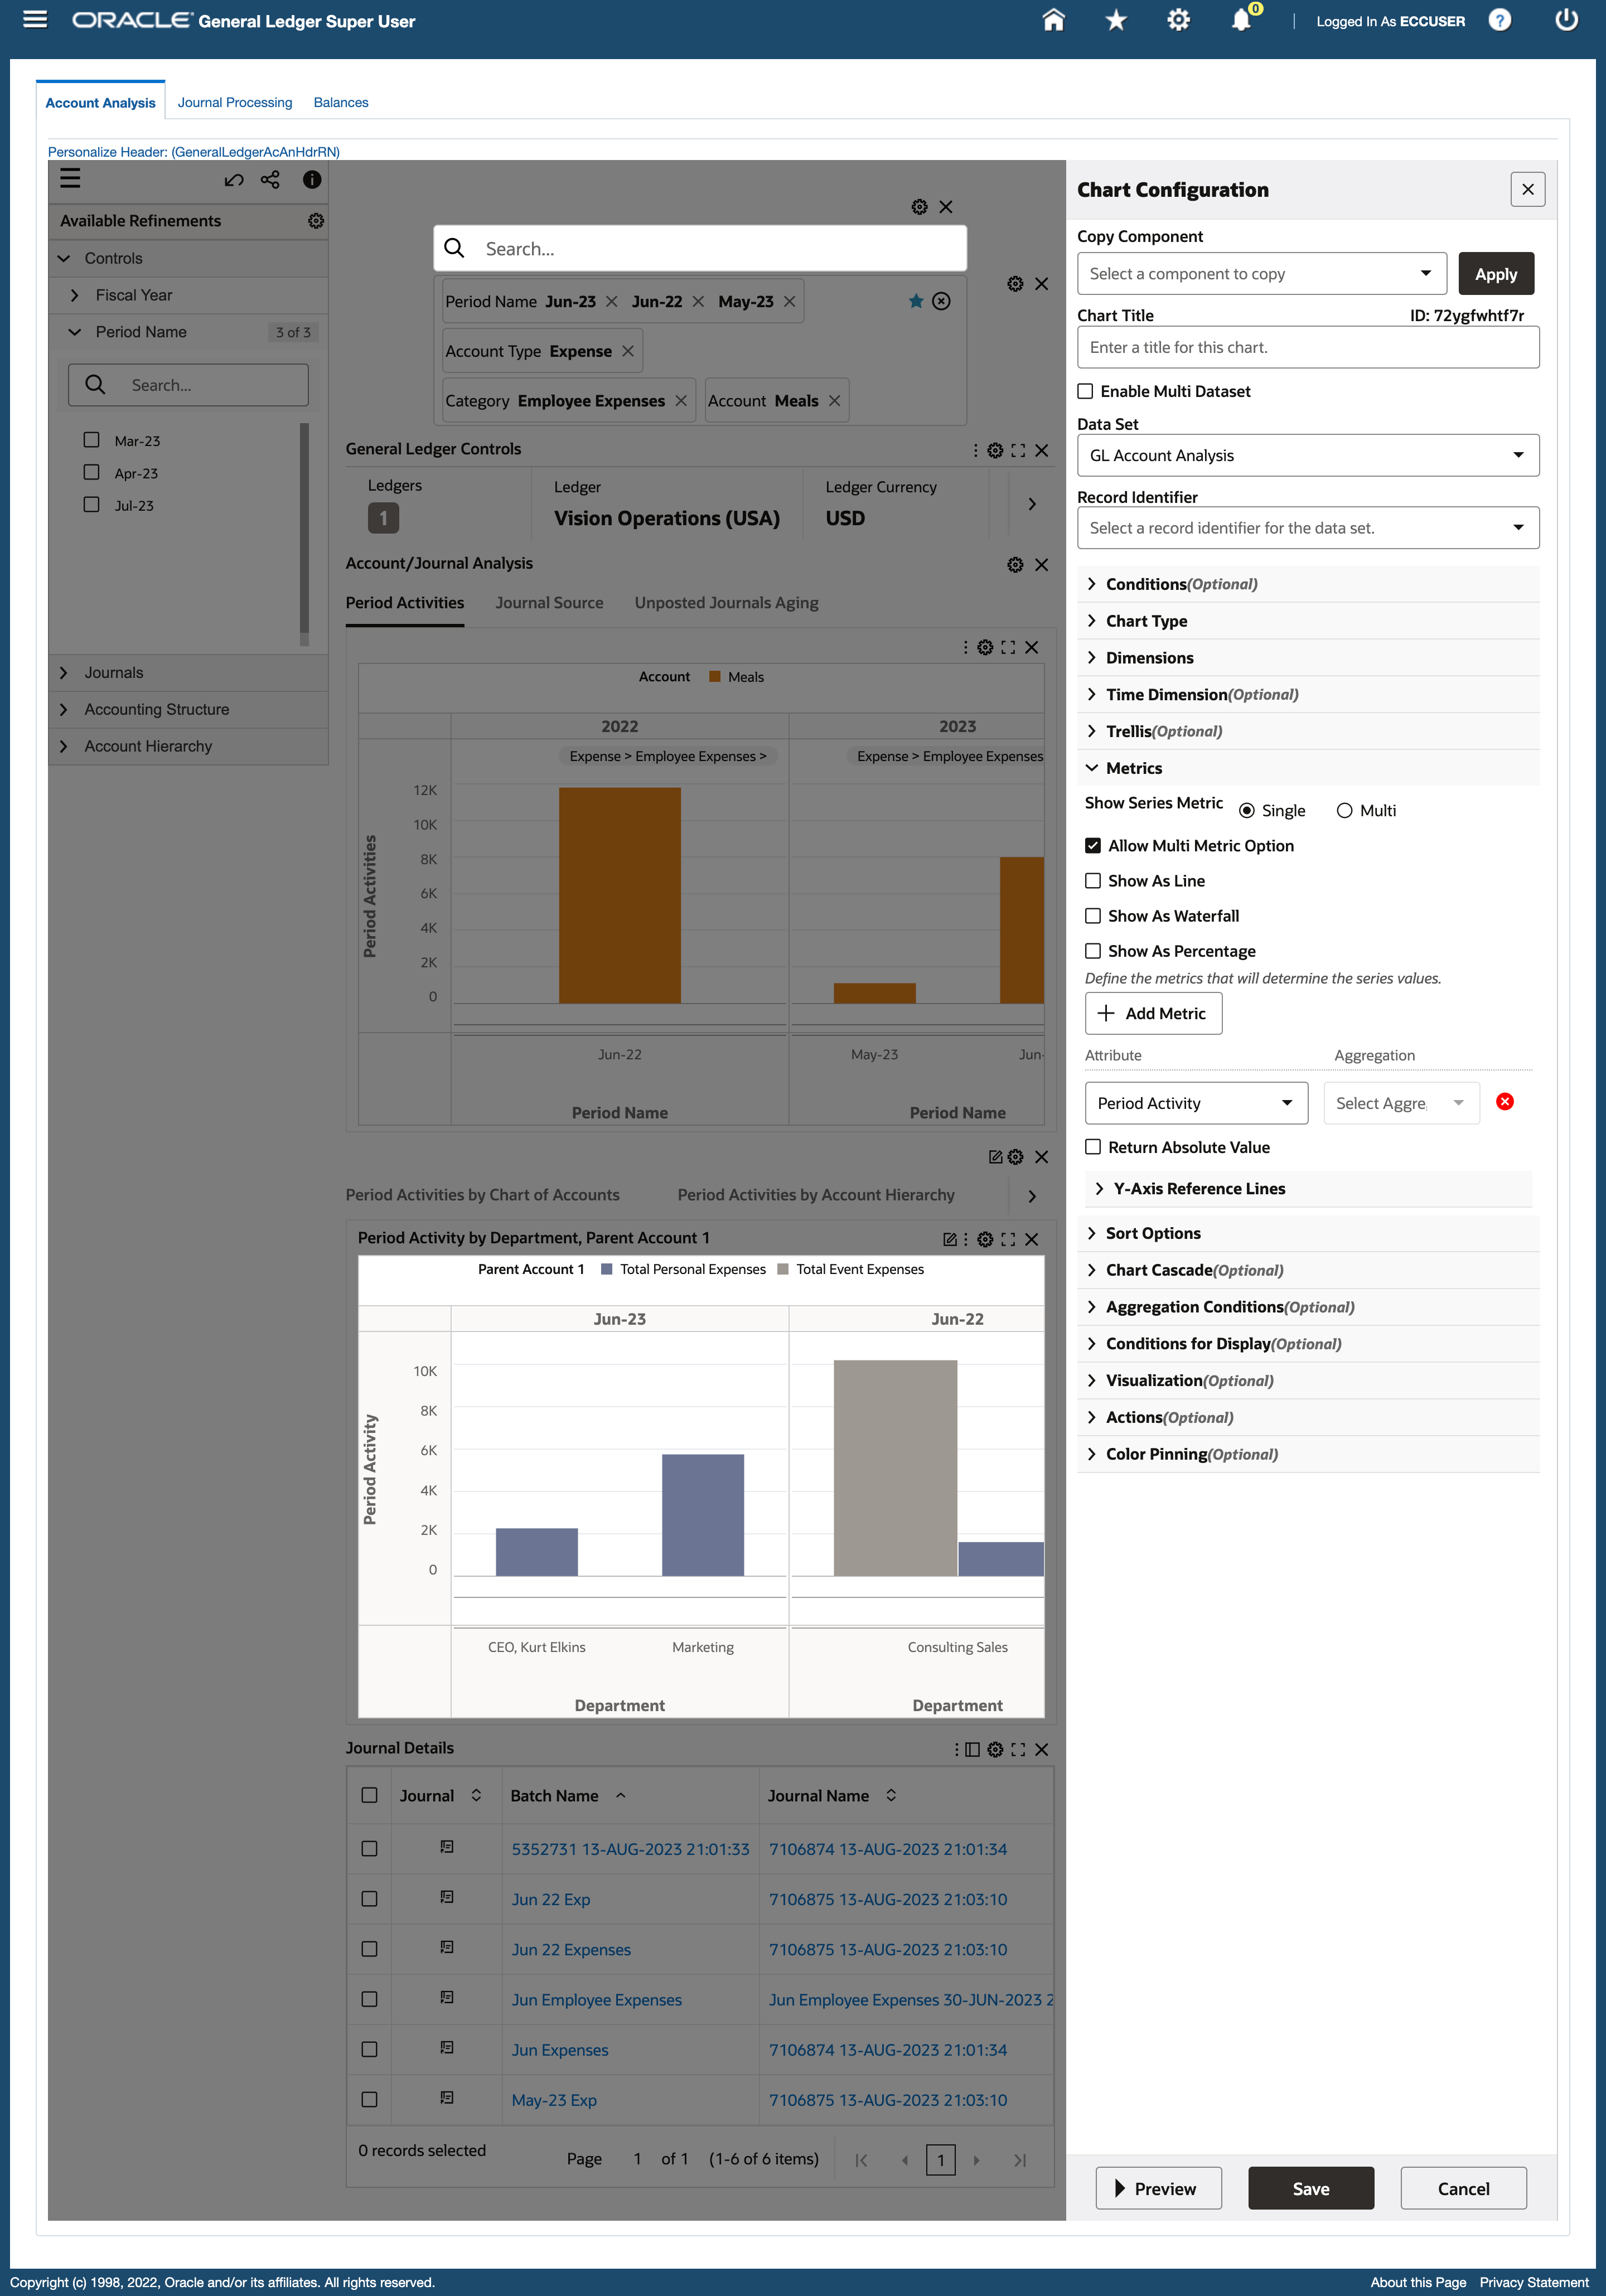 ORACLE General Ledger Super User
0
Logged In As ECCUSER
?
Account Analysis
Journal Processing
Balances
Personalize Header: (GeneralLedgerAcAnHdrRN)
Available Refinements
Controls
Fiscal Year
Period Name
3 of 3
Search...
Mar-23
Apr-23
Jul-23
Journals
Accounting Structure
Account Hierarchy
Search...
Period Name Jun-23 Jun-22 May-23
Account Type Expense
Category Employee Expenses
Account Meals
General Ledger Controls
Ledgers
1
Ledger
Vision Operations (USA)
Ledger Currency
USD
Account/Journal Analysis
Period Activities
Journal Source
Unposted Journals Aging
Account
Meals
2022
2023
Expense > Employee Expenses >
Expense > Employee Expenses
12K
10K
8K
6K
4K
2K
0
Period Activities
Jun-22
May-23
Jun-
Period Name
Period Name
Period Activities by Chart of Accounts
Period Activities by Account Hierarchy
Period Activity by Department, Parent Account 1
Parent Account 1
Total Personal Expenses
Total Event Expenses
Jun-23
Jun-22
10K
8K
6K
4K
2K
0
Period Activity
CEO, Kurt Elkins
Marketing
Consulting Sales
Department
Department
Journal Details
Journal
Batch Name
Journal Name
5352731 13-AUG-2023 21:01:33
7106874 13-AUG-2023 21:01:34
Jun 22 Exp
7106875 13-AUG-2023 21:03:10
Jun 22 Expenses
7106875 13-AUG-2023 21:03:10
Jun Employee Expenses
Jun Employee Expenses 30-JUN-2023 2
Jun Expenses
7106874 13-AUG-2023 21:01:34
May-23 Exp
7106875 13-AUG-2023 21:03:10
0 records selected
Page 1 of 1 (1-6 of 6 items)
1
Chart Configuration
Copy Component
Select a component to copy
Apply
Chart Title
ID: 72ygfwhtf7r
Enter a title for this chart.
Enable Multi Dataset
Data Set
GL Account Analysis
Record Identifier
Select a record identifier for the data set.
Conditions(Optional)
Chart Type
Dimensions
Time Dimension(Optional)
Trellis(Optional)
Metrics
Show Series Metric
Single
Multi
Allow Multi Metric Option
Show As Line
Show As Waterfall
Show As Percentage
Define the metrics that will determine the series values.
Add Metric
Attribute
Aggregation
Period Activity
Select Aggre
Return Absolute Value
Y-Axis Reference Lines
Sort Options
Chart Cascade(Optional)
Aggregation Conditions(Optional)
Conditions for Display(Optional)
Visualization(Optional)
Actions(Optional)
Color Pinning(Optional)
Preview
Save
Cancel
Copyright (c) 1998, 2022, Oracle and/or its affiliates. All rights reserved.
About this Page
Privacy Statement